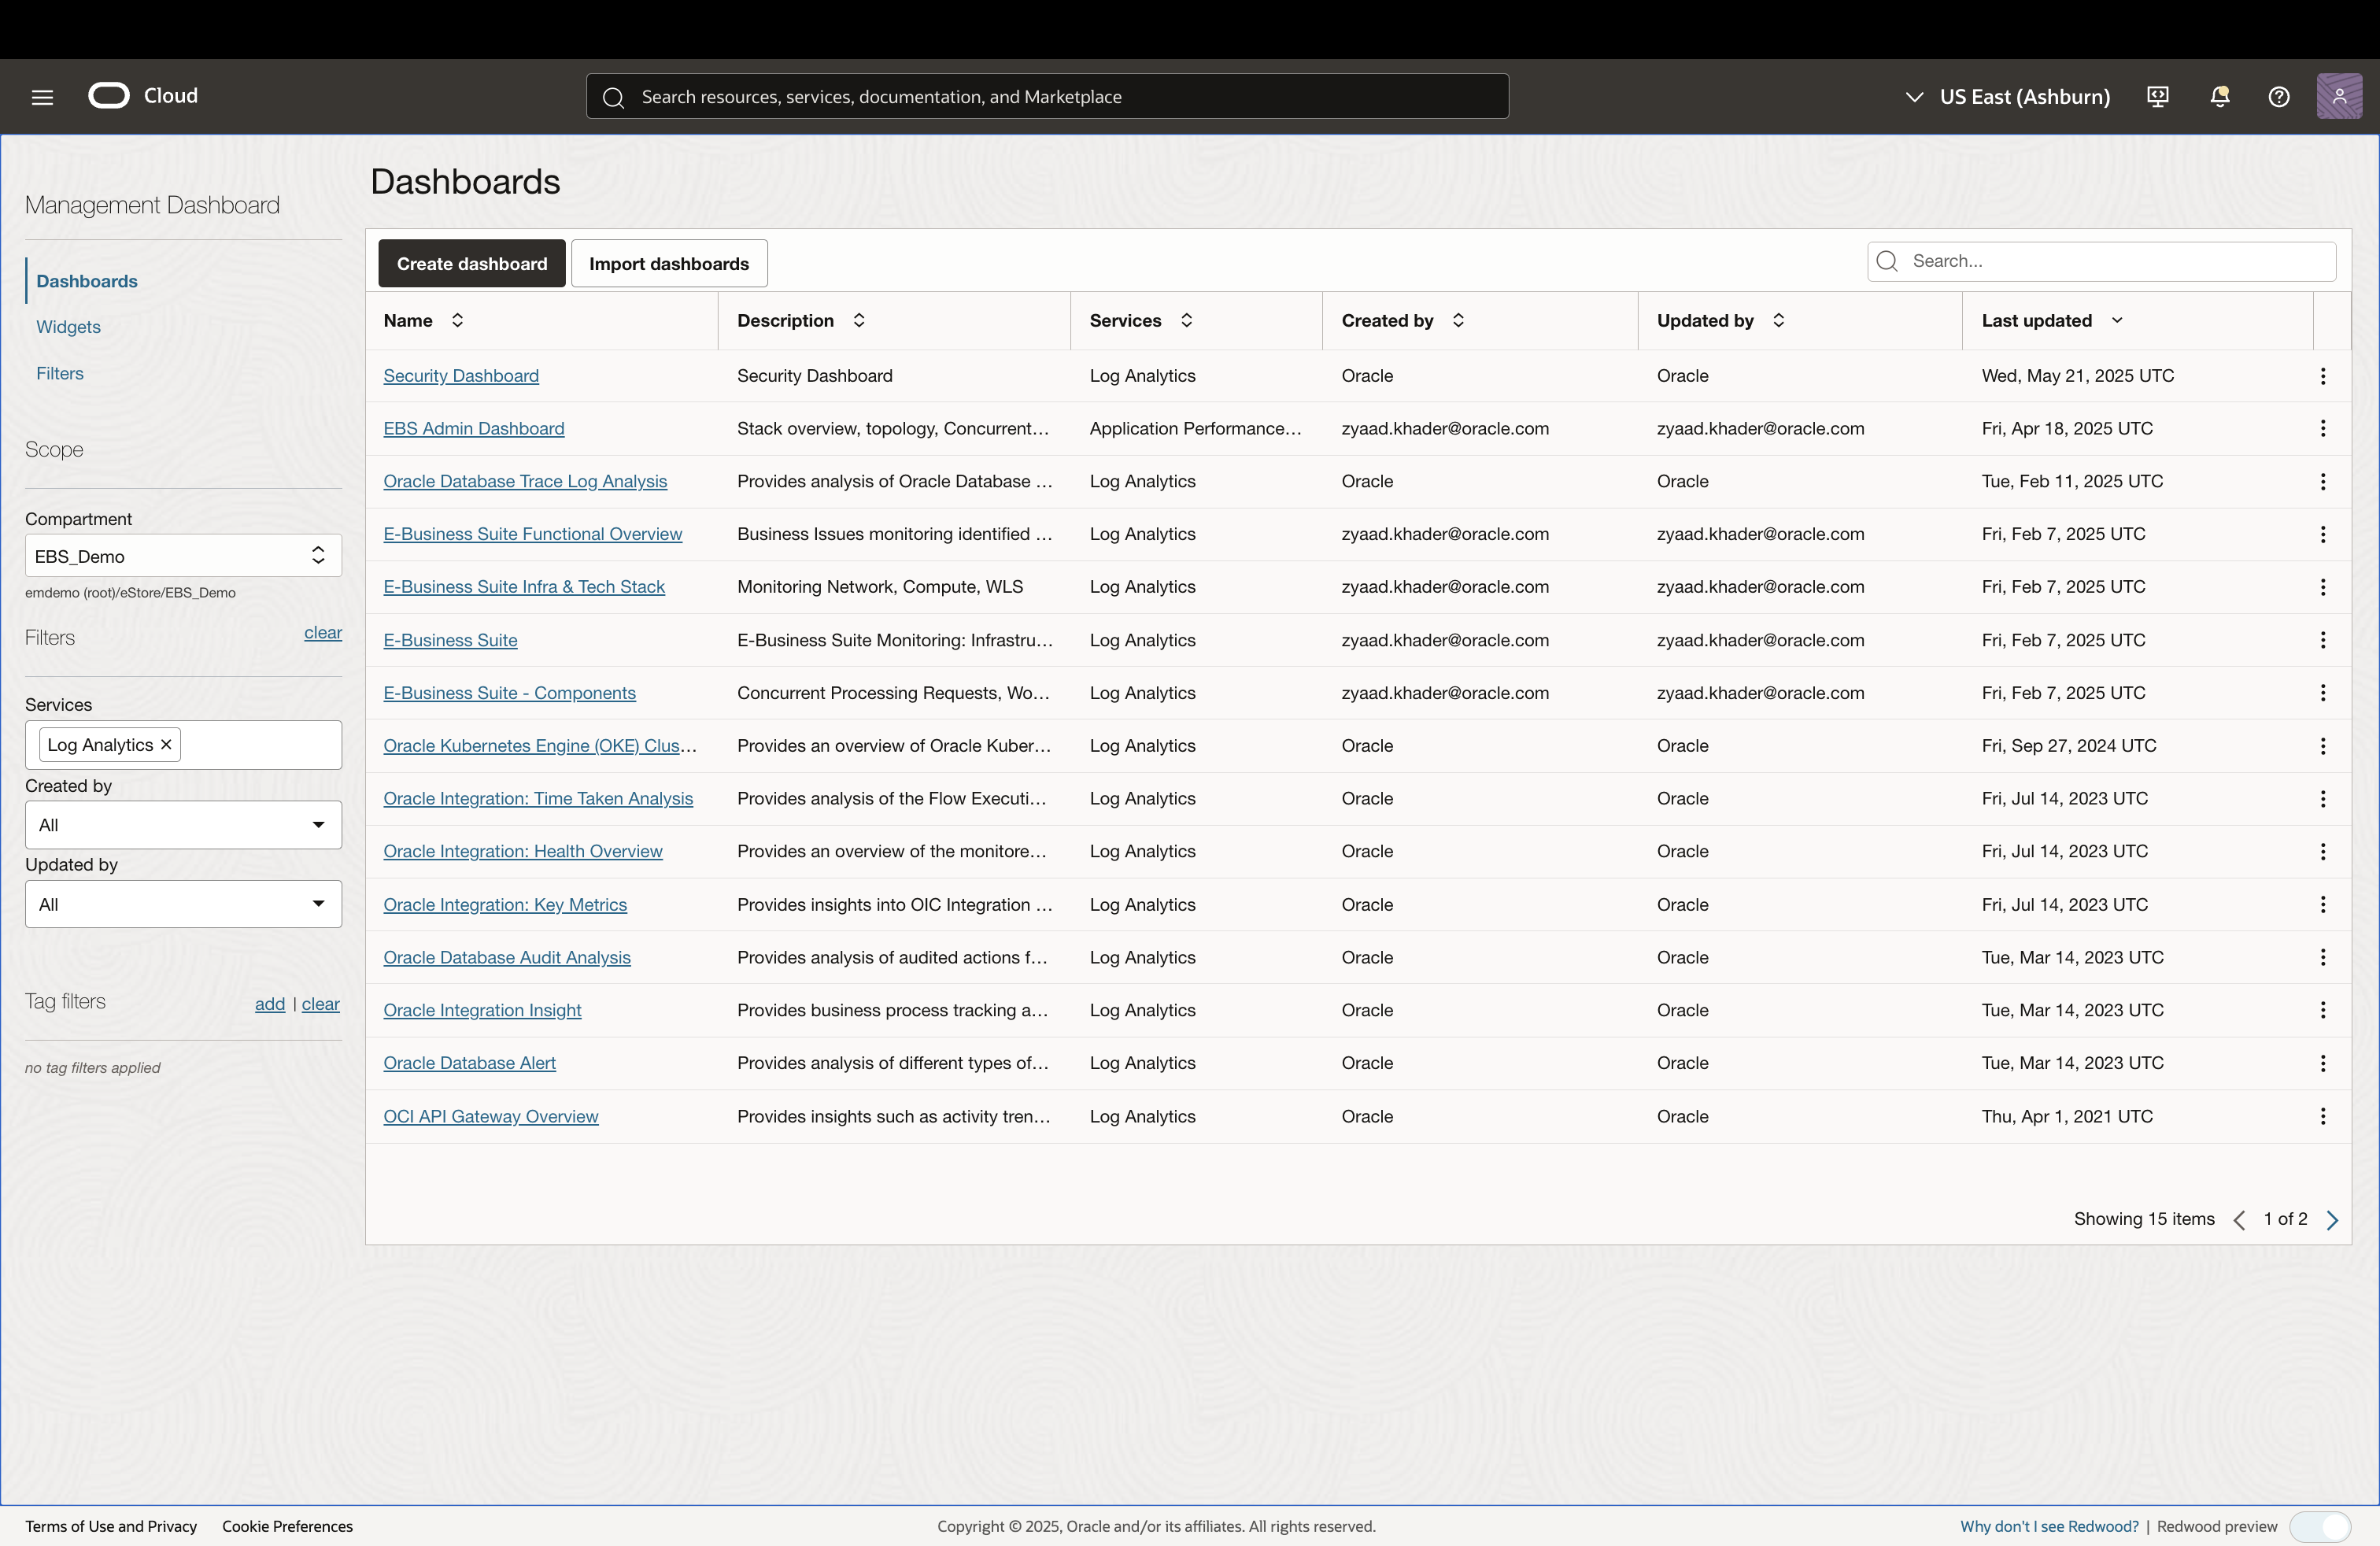 Cloud
Search resources, services, documentation, and Marketplace
US East (Ashburn)
Management Dashboard
Dashboards
Widgets
Filters
Scope
Compartment
EBS_Demo
emdemo (root)/eStore/EBS_Demo
Filters clear
Services
Log Analytics ×
Created by
All
Updated by
All
Tag filters add | clear
no tag filters applied
Dashboards
Create dashboard Import dashboards Search...
Name Description Services Created by Updated by Last updated
Security Dashboard Security Dashboard Log Analytics Oracle Oracle Wed, May 21, 2025 UTC
EBS Admin Dashboard Stack overview, topology, Concurrent... Application Performance... zyaad.khader@oracle.com zyaad.khader@oracle.com Fri, Apr 18, 2025 UTC
Oracle Database Trace Log Analysis Provides analysis of Oracle Database ... Log Analytics Oracle Oracle Tue, Feb 11, 2025 UTC
E-Business Suite Functional Overview Business Issues monitoring identified ... Log Analytics zyaad.khader@oracle.com zyaad.khader@oracle.com Fri, Feb 7, 2025 UTC
E-Business Suite Infra & Tech Stack Monitoring Network, Compute, WLS Log Analytics zyaad.khader@oracle.com zyaad.khader@oracle.com Fri, Feb 7, 2025 UTC
E-Business Suite E-Business Suite Monitoring: Infrastru... Log Analytics zyaad.khader@oracle.com zyaad.khader@oracle.com Fri, Feb 7, 2025 UTC
E-Business Suite - Components Concurrent Processing Requests, Wo... Log Analytics zyaad.khader@oracle.com zyaad.khader@oracle.com Fri, Feb 7, 2025 UTC
Oracle Kubernetes Engine (OKE) Clus... Provides an overview of Oracle Kuber... Log Analytics Oracle Oracle Fri, Sep 27, 2024 UTC
Oracle Integration: Time Taken Analysis Provides analysis of the Flow Executi... Log Analytics Oracle Oracle Fri, Jul 14, 2023 UTC
Oracle Integration: Health Overview Provides an overview of the monitore... Log Analytics Oracle Oracle Fri, Jul 14, 2023 UTC
Oracle Integration: Key Metrics Provides insights into OIC Integration ... Log Analytics Oracle Oracle Fri, Jul 14, 2023 UTC
Oracle Database Audit Analysis Provides analysis of audited actions f... Log Analytics Oracle Oracle Tue, Mar 14, 2023 UTC
Oracle Integration Insight Provides business process tracking a... Log Analytics Oracle Oracle Tue, Mar 14, 2023 UTC
Oracle Database Alert Provides analysis of different types of... Log Analytics Oracle Oracle Tue, Mar 14, 2023 UTC
OCI API Gateway Overview Provides insights such as activity tren... Log Analytics Oracle Oracle Thu, Apr 1, 2021 UTC
Showing 15 items 1 of 2
Terms of Use and Privacy Cookie Preferences Copyright © 2025, Oracle and/or its affiliates. All rights reserved. Why don't I see Redwood? | Redwood preview